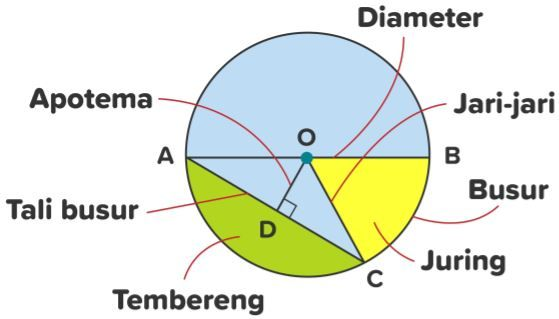 Diameter
Apotema
Jari-jari
O
A
B
Busur
Tali busur
D
Juring
C
Tembereng